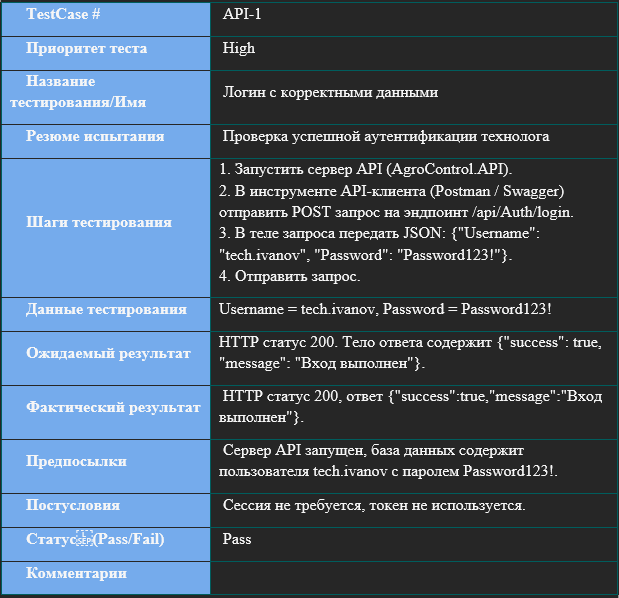 TestCase # API-1
Приоритет теста High
Название
тестирования/Имя
Логин с корректными данными
Резюме испытания Проверка успешной аутентификации технолога
Шаги тестирования
1. Запустить сервер API (AgroControl.API).
2. В инструменте API-клиента (Postman / Swagger)
отправить POST запрос на эндпоинт /api/Auth/login.
3. В теле запроса передать JSON: {"Username":
"tech.ivanov", "Password": "Password123!"}.
4. Отправить запрос.
Данные тестирования Username = tech.ivanov, Password = Password123!
Ожидаемый результат
HTTP статус 200. Тело ответа содержит {"success": true,
"message": "Вход выполнен"}.
Фактический результат
HTTP статус 200, ответ {"success":true,"message":"Вход
выполнен"}.
Предпосылки
Сервер API запущен, база данных содержит
пользователя tech.ivanov с паролем Password123!.
Постусловия Сессия не требуется, токен не используется.
Статус SEP (Pass/Fail) Pass
Комментарии